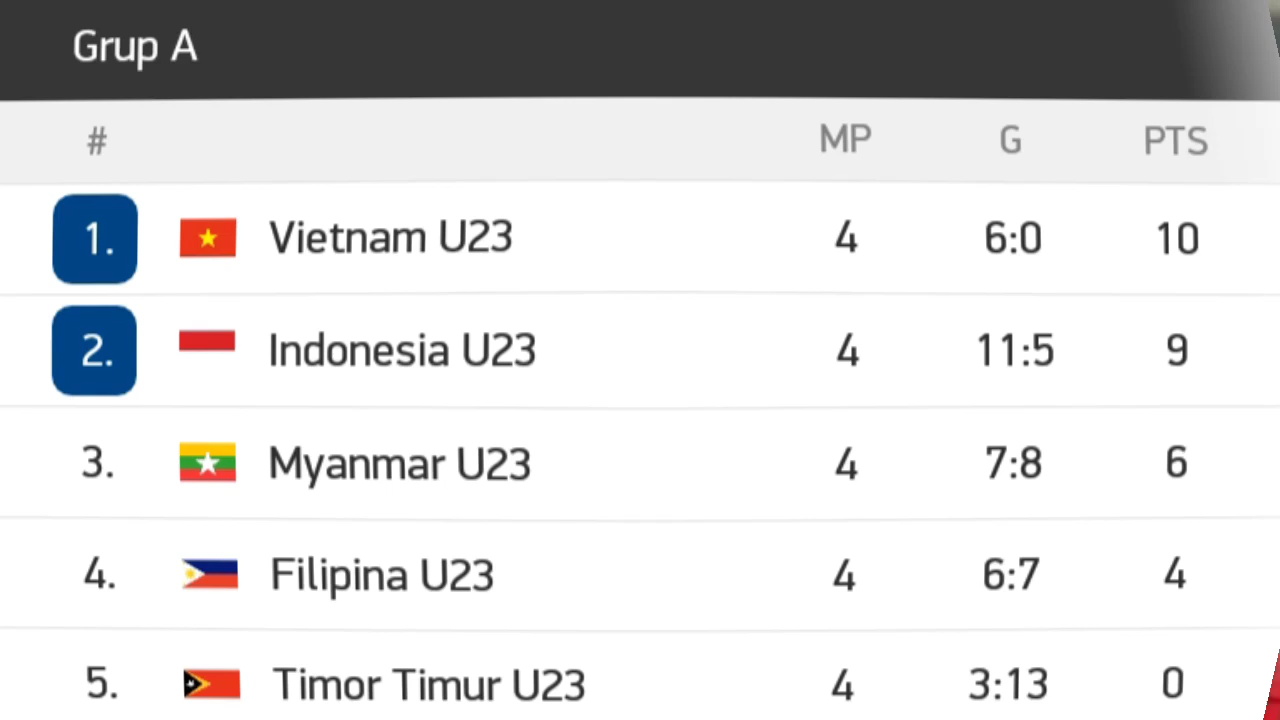 Grup A
# MP G PTS
1. Vietnam U23 4 6:0 10
2. Indonesia U23 4 11:5 9
3. Myanmar U23 4 7:8 6
4. Filipina U23 4 6:7 4
5. Timor Timur U23 4 3:13 0